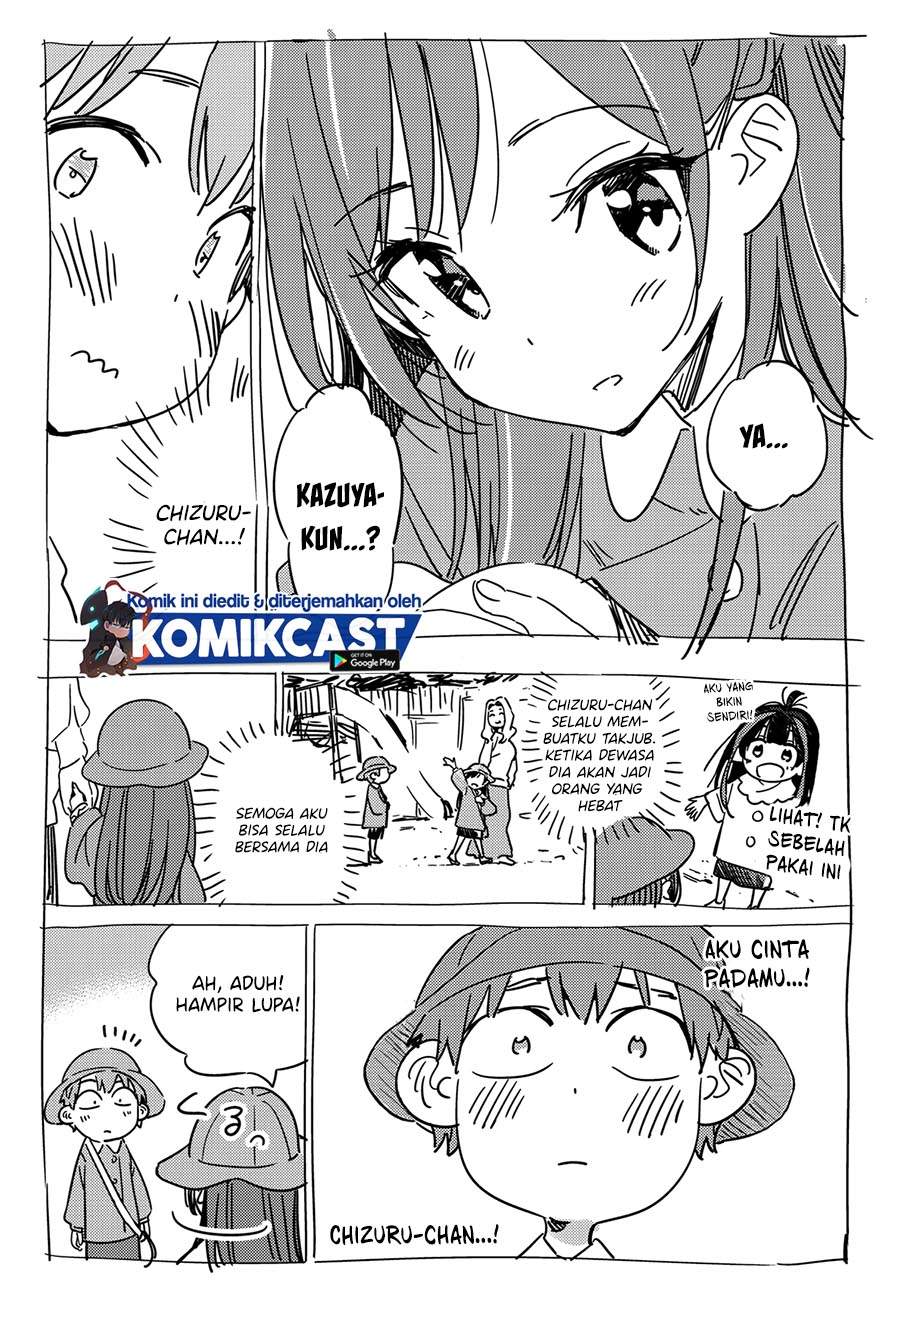 YA...
KAZUYA-
KUN...?
CHIZURU-
CHAN...!
Komik ini diedit & diterjemahkan oleh
KOMIKCAST
GET IT ON
Google Play
AKU YANG
BIKIN
SENDIRI!
LIHAT! TK
SEBELAH
PAKAI INI
CHIZURU-CHAN
SELALU MEM-
BUATKU TAKJUB.
KETIKA DEWASA
DIA AKAN JADI
ORANG YANG
HEBAT
SEMOGA AKU
BISA SELALU
BERSAMA DIA
AKU CINTA
PADAMU...!
CHIZURU-CHAN...!
AH, ADUH!
HAMPIR LUPA!
るっ